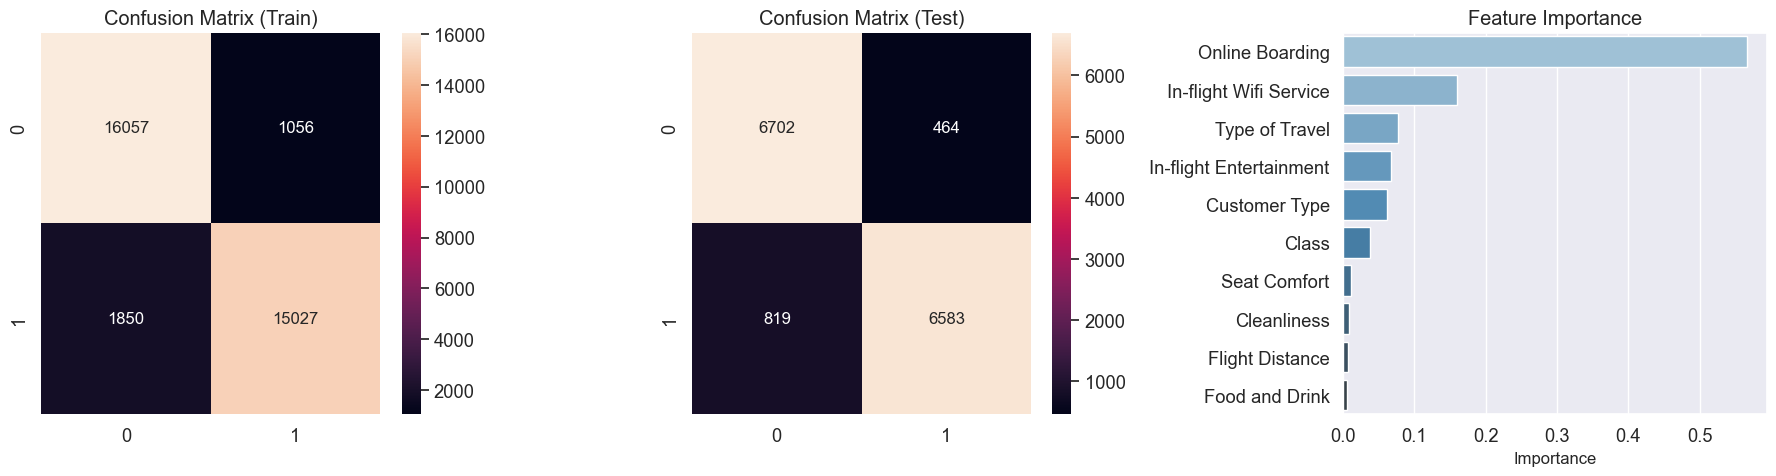 Confusion Matrix (Train)
0
1
16057
1056
1850
15027
0
1
16000
14000
12000
10000
8000
6000
4000
2000
Confusion Matrix (Test)
0
1
6702
464
819
6583
0
1
6000
5000
4000
3000
2000
1000
Feature Importance
Online Boarding
In-flight Wifi Service
Type of Travel
In-flight Entertainment
Customer Type
Class
Seat Comfort
Cleanliness
Flight Distance
Food and Drink
0.0
0.1
0.2
0.3
0.4
0.5
Importance